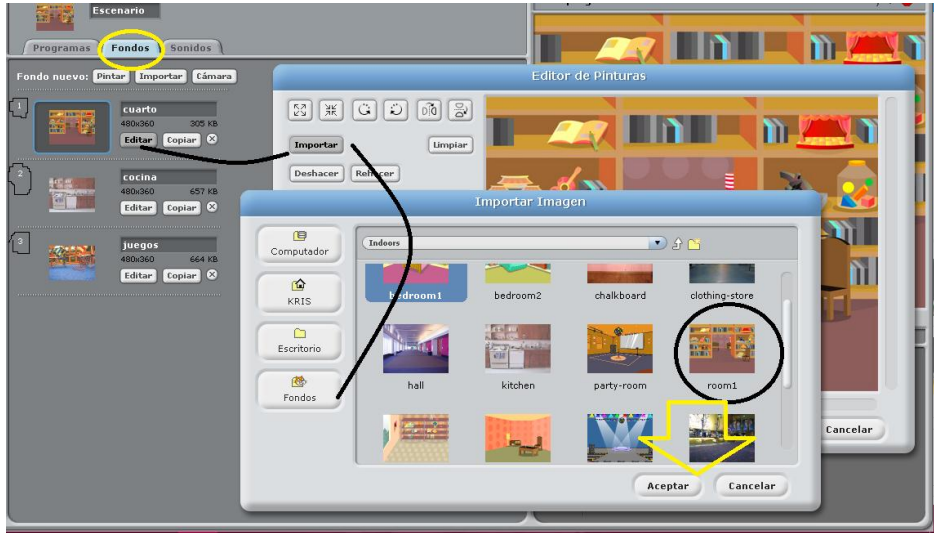 Escenario
Programas Fondos Sonidos
Fondo nuevo: Pintar Importar Cámara
1
cuarto
480x360 305 KB
Editar Copiar
2
cocina
480x360 657 KB
Editar Copiar
3
juegos
480x360 664 KB
Editar Copiar
Editor de Pinturas
Importar Limpiar
Deshacer Rehacer
Cancelar
Importar Imagen
Computador
KRIS
Escritorio
Fondos
Indoors
bedroom1 bedroom2 chalkboard clothing-store
hall kitchen party-room room1
Aceptar Cancelar